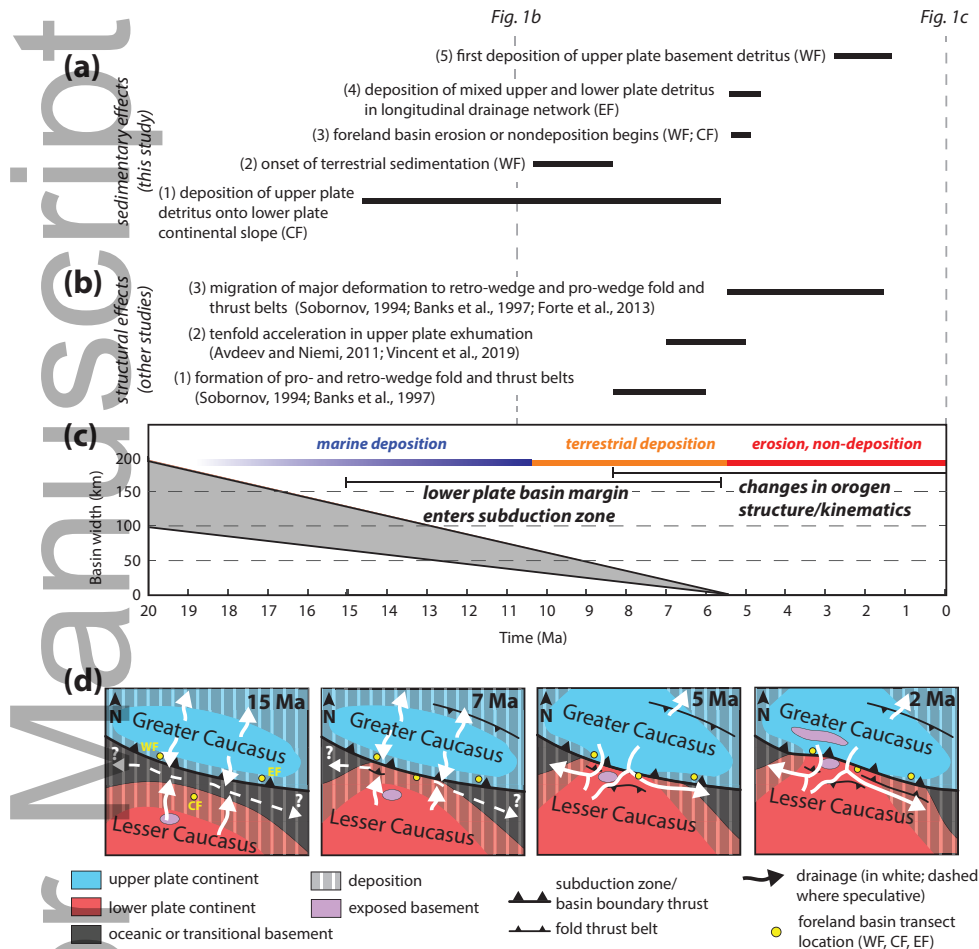 Fig. 1b
Fig. 1c
(a)
sedimentary effects
(this study)
(5) first deposition of upper plate basement detritus (WF)
(4) deposition of mixed upper and lower plate detritus
in longitudinal drainage network (EF)
(3) foreland basin erosion or nondeposition begins (WF; CF)
(2) onset of terrestrial sedimentation (WF)
(1) deposition of upper plate
detritus onto lower plate
continental slope (CF)
(b)
structural effects
(other studies)
(3) migration of major deformation to retro-wedge and pro-wedge fold and
thrust belts (Sobornov, 1994; Banks et al., 1997; Forte et al., 2013)
(2) tenfold acceleration in upper plate exhumation
(Avdeev and Niemi, 2011; Vincent et al., 2019)
(1) formation of pro- and retro-wedge fold and thrust belts
(Sobornov, 1994; Banks et al., 1997)
(c)
marine deposition
terrestrial deposition
erosion, non-deposition
lower plate basin margin
enters subduction zone
changes in orogen
structure/kinematics
Basin width (km)
200
150
100
50
0
20 19 18 17 16 15 14 13 12 11 10 9 8 7 6 5 4 3 2 1 0
Time (Ma)
(d)
15 Ma
N
Greater Caucasus
WF
EF
CF
?
?
Lesser Caucasus
7 Ma
N
Greater Caucasus
?
?
Lesser Caucasus
5 Ma
N
Greater Caucasus
Lesser Caucasus
2 Ma
N
Greater Caucasus
Lesser Caucasus
upper plate continent
lower plate continent
oceanic or transitional basement
deposition
exposed basement
subduction zone/
basin boundary thrust
fold thrust belt
drainage (in white; dashed
where speculative)
foreland basin transect
location (WF, CF, EF)
r Manuscript